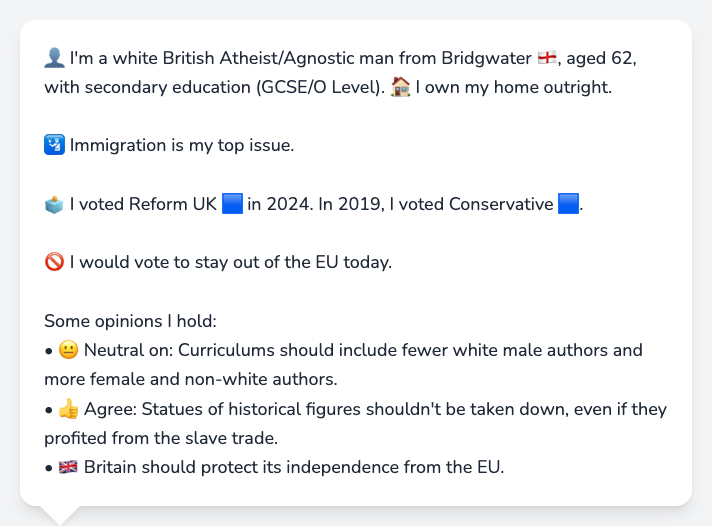 👤 I'm a white British Atheist/Agnostic man from Bridgwater 🏴󠁧󠁢󠁥󠁮󠁧󠁿, aged 62,
with secondary education (GCSE/O Level). 🏠 I own my home outright.
🛂 Immigration is my top issue.
🗳️ I voted Reform UK 🟦 in 2024. In 2019, I voted Conservative 🟦.
🚫 I would vote to stay out of the EU today.
Some opinions I hold:
• 😐 Neutral on: Curriculums should include fewer white male authors and
more female and non-white authors.
• 👍 Agree: Statues of historical figures shouldn't be taken down, even if they
profited from the slave trade.
• 🇬🇧 Britain should protect its independence from the EU.